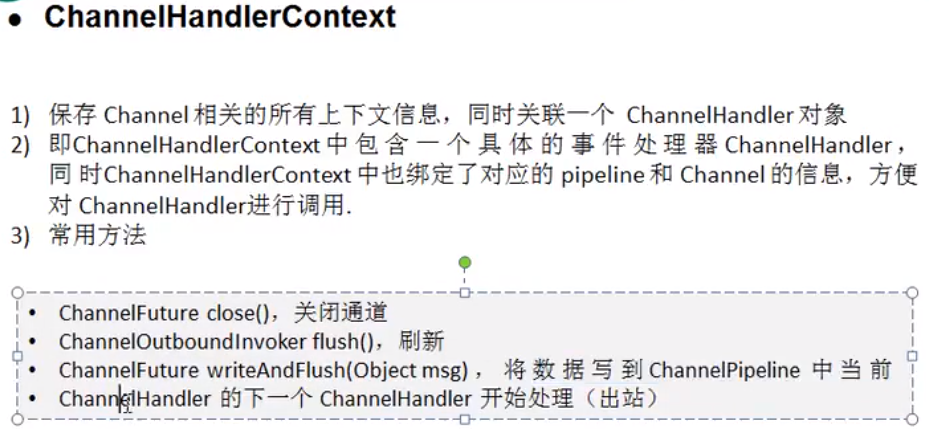 • ChannelHandlerContext
1) 保存 Channel 相关的所有上下文信息，同时关联一个 ChannelHandler 对象
2) 即ChannelHandlerContext 中包含一个具体的事件处理器 ChannelHandler，
同时ChannelHandlerContext 中也绑定了对应的 pipeline 和 Channel 的信息，方便
对 ChannelHandler进行调用.
3) 常用方法
• ChannelFuture close()，关闭通道
• ChannelOutboundInvoker flush()，刷新
• ChannelFuture writeAndFlush(Object msg)，将数据写到 ChannelPipeline 中当前
• ChannelHandler 的下一个 ChannelHandler 开始处理（出站）